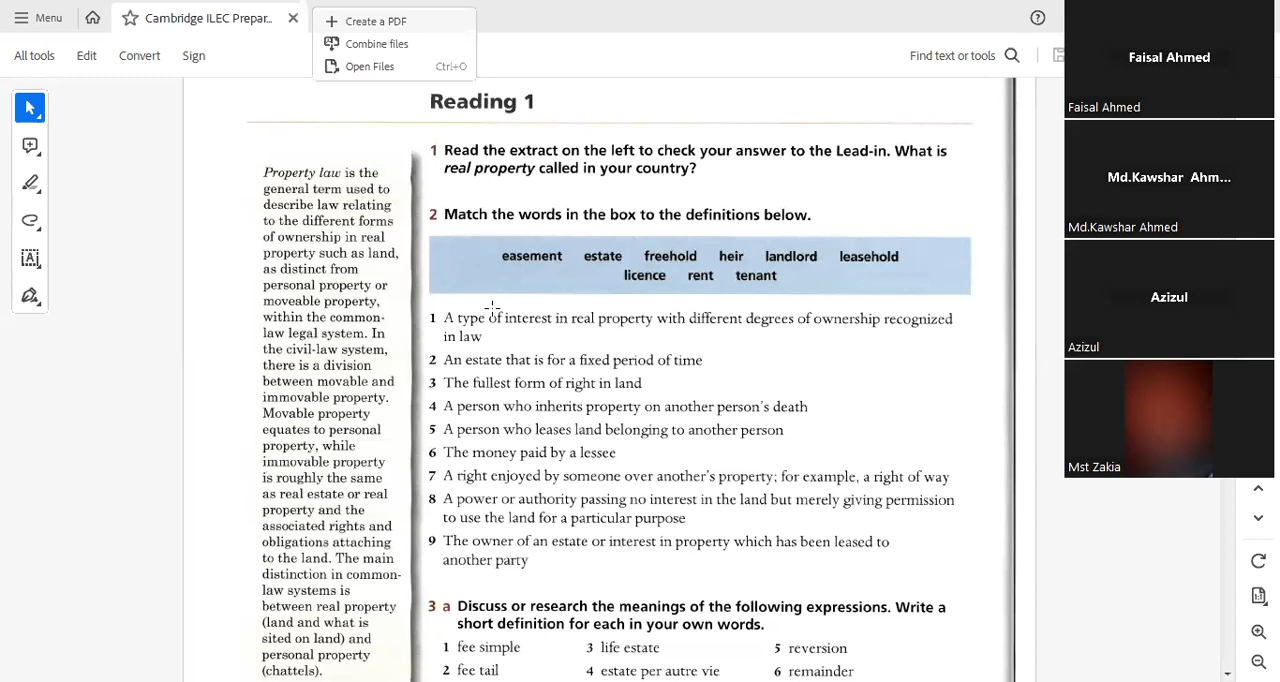 Menu
Cambridge ILEC Prepar...
Create a PDF
Combine files
Open Files Ctrl+O
All tools Edit Convert Sign
Find text or tools
Reading 1
Property law is the
general term used to
describe law relating
to the different forms
of ownership in real
property such as land,
as distinct from
personal property or
moveable property,
within the common-
law legal system. In
the civil-law system,
there is a division
between movable and
immovable property.
Movable property
equates to personal
property, while
immovable property
is roughly the same
as real estate or real
property and the
associated rights and
obligations attaching
to the land. The main
distinction in common-
law systems is
between real property
(land and what is
sited on land) and
personal property
(chattels).
1 Read the extract on the left to check your answer to the Lead-in. What is
real property called in your country?
2 Match the words in the box to the definitions below.
easement estate freehold heir landlord leasehold
licence rent tenant
1 A type of interest in real property with different degrees of ownership recognized
in law
2 An estate that is for a fixed period of time
3 The fullest form of right in land
4 A person who inherits property on another person's death
5 A person who leases land belonging to another person
6 The money paid by a lessee
7 A right enjoyed by someone over another's property; for example, a right of way
8 A power or authority passing no interest in the land but merely giving permission
to use the land for a particular purpose
9 The owner of an estate or interest in property which has been leased to
another party
3 a Discuss or research the meanings of the following expressions. Write a
short definition for each in your own words.
1 fee simple 3 life estate 5 reversion
2 fee tail 4 estate per autre vie 6 remainder
Faisal Ahmed
Faisal Ahmed
Md.Kawshar Ahm...
Md.Kawshar Ahmed
Azizul
Azizul
Mst Zakia